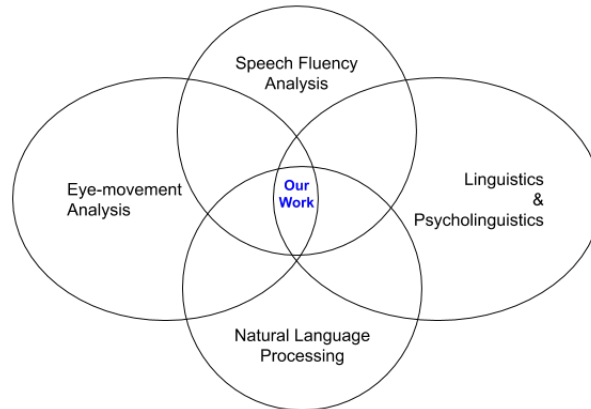 Speech Fluency
Analysis
Eye-movement
Analysis
Our
Work
Linguistics
&
Psycholinguistics
Natural Language
Processing